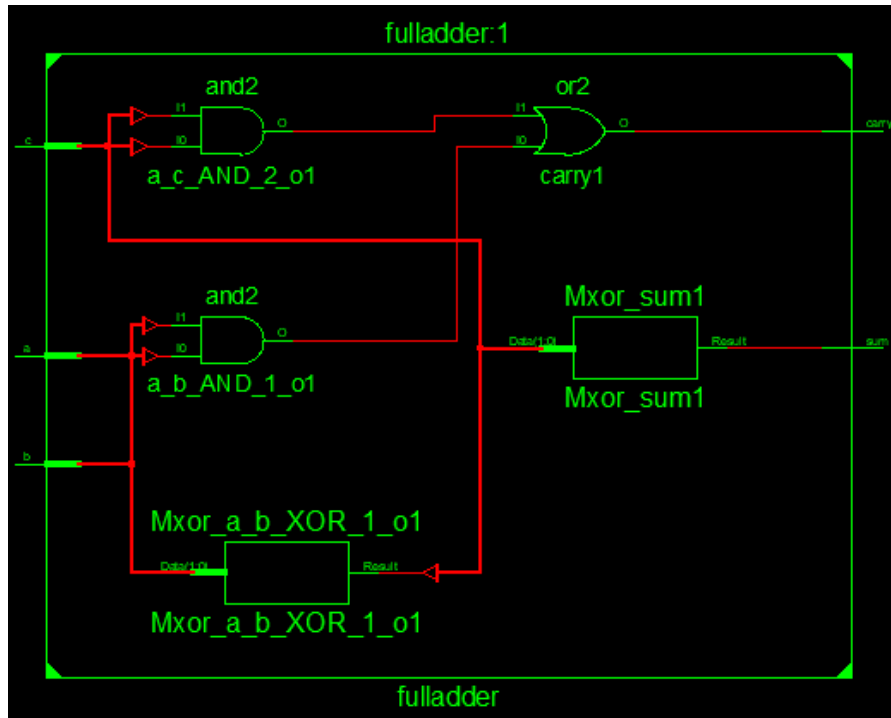 fulladder:1
and2
or2
I1
O
I1
O
carry
c
I0
I0
a_c_AND_2_o1
carry1
and2
Mxor_sum1
I1
O
Data(1:0)
Result
a
I0
sum
a_b_AND_1_o1
Mxor_sum1
b
Mxor_a_b_XOR_1_o1
Data(1:0)
Result
Mxor_a_b_XOR_1_o1
fulladder